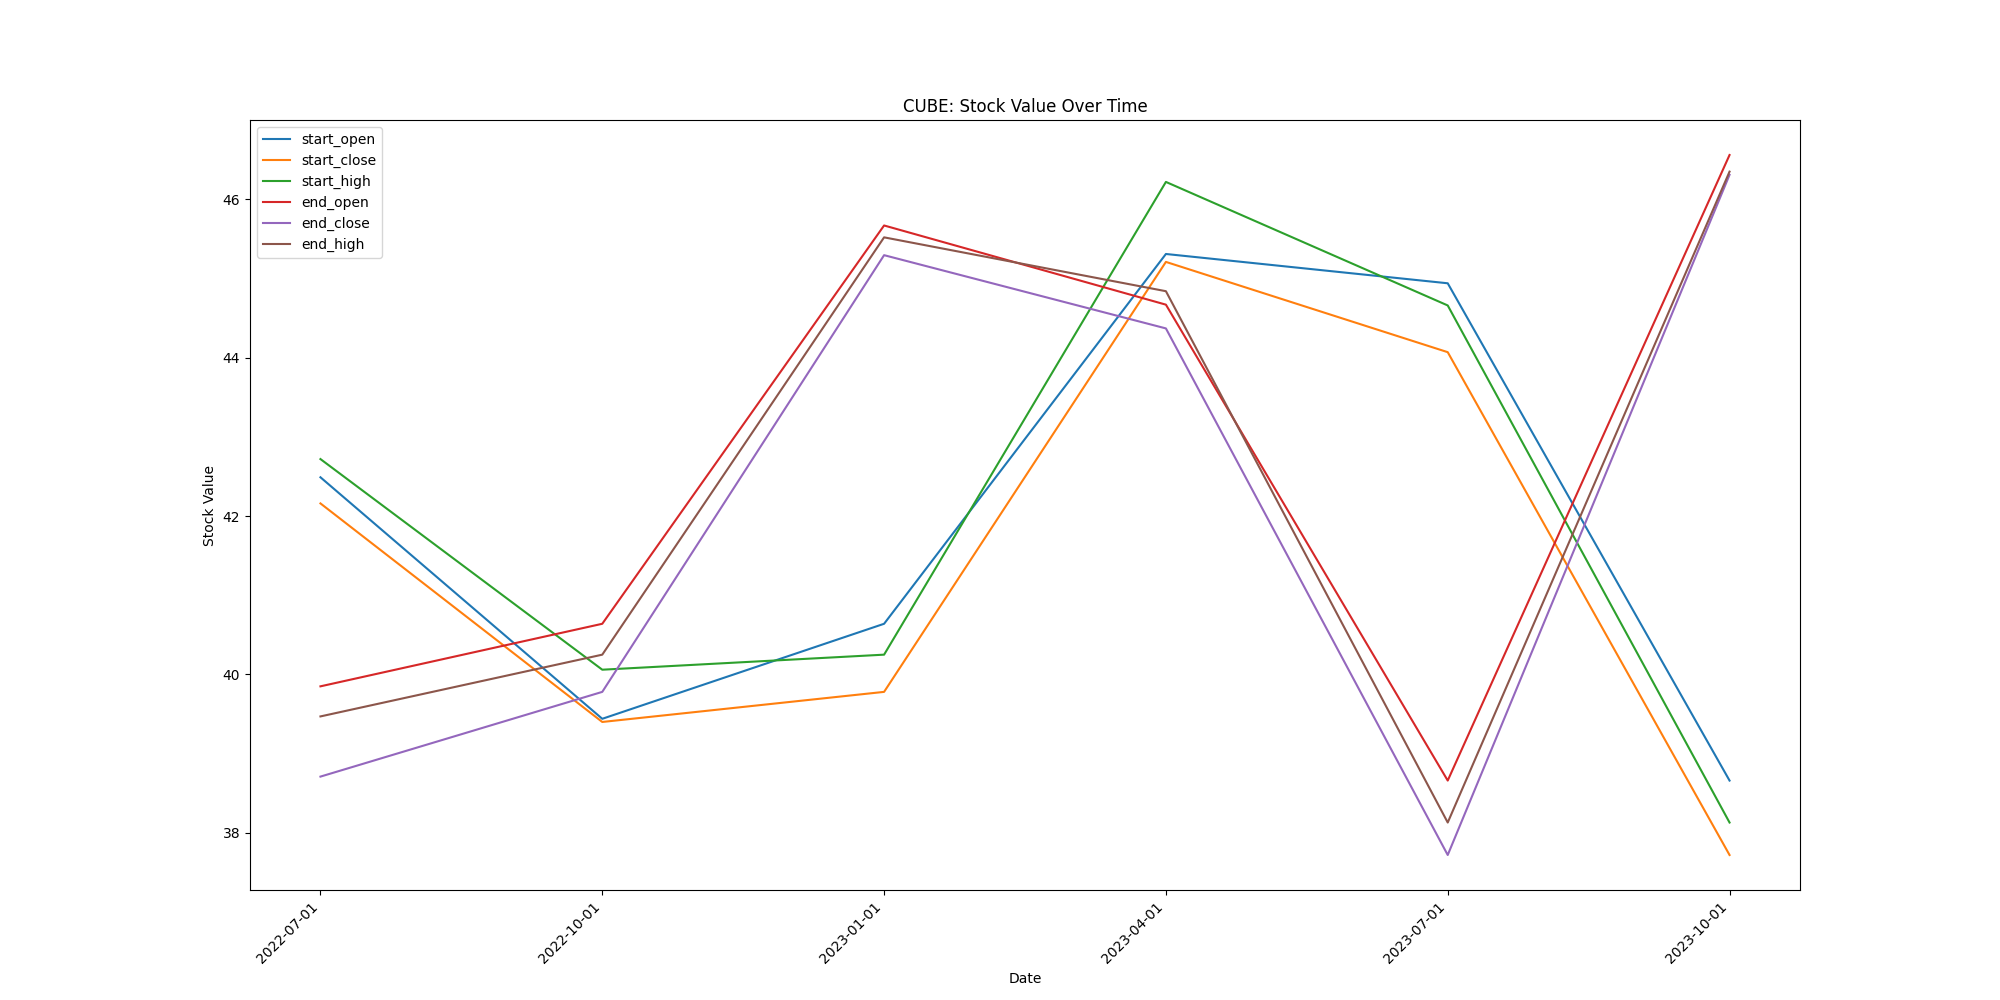 CUBE: Stock Value Over Time
start_open
start_close
start_high
end_open
end_close
end_high
46
44
42
40
38
Stock Value
2022-07-01
2022-10-01
2023-01-01
2023-04-01
2023-07-01
2023-10-01
Date